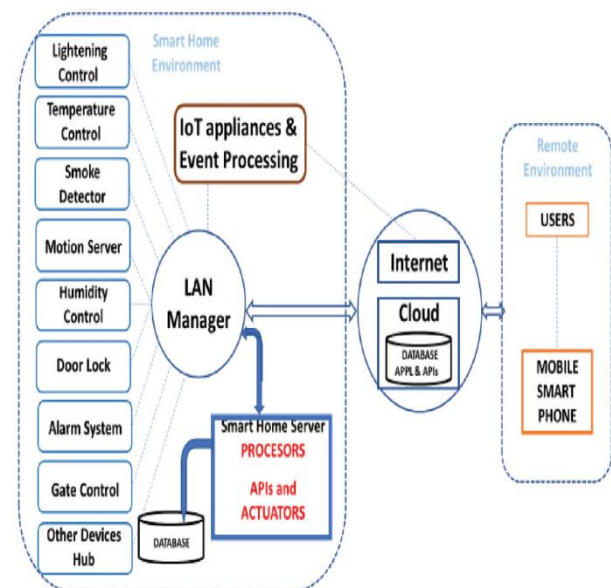 Smart Home
Environment
Lightening
Control
Temperature
Control
Smoke
Detector
Motion Server
Humidity
Control
Door Lock
Alarm System
Gate Control
Other Devices
Hub
IoT appliances &
Event Processing
LAN
Manager
Smart Home Server
PROCESORS
APIs and
ACTUATORS
DATABASE
Internet
Cloud
DATABASE
APPL & APIs
Remote
Environment
USERS
MOBILE
SMART
PHONE